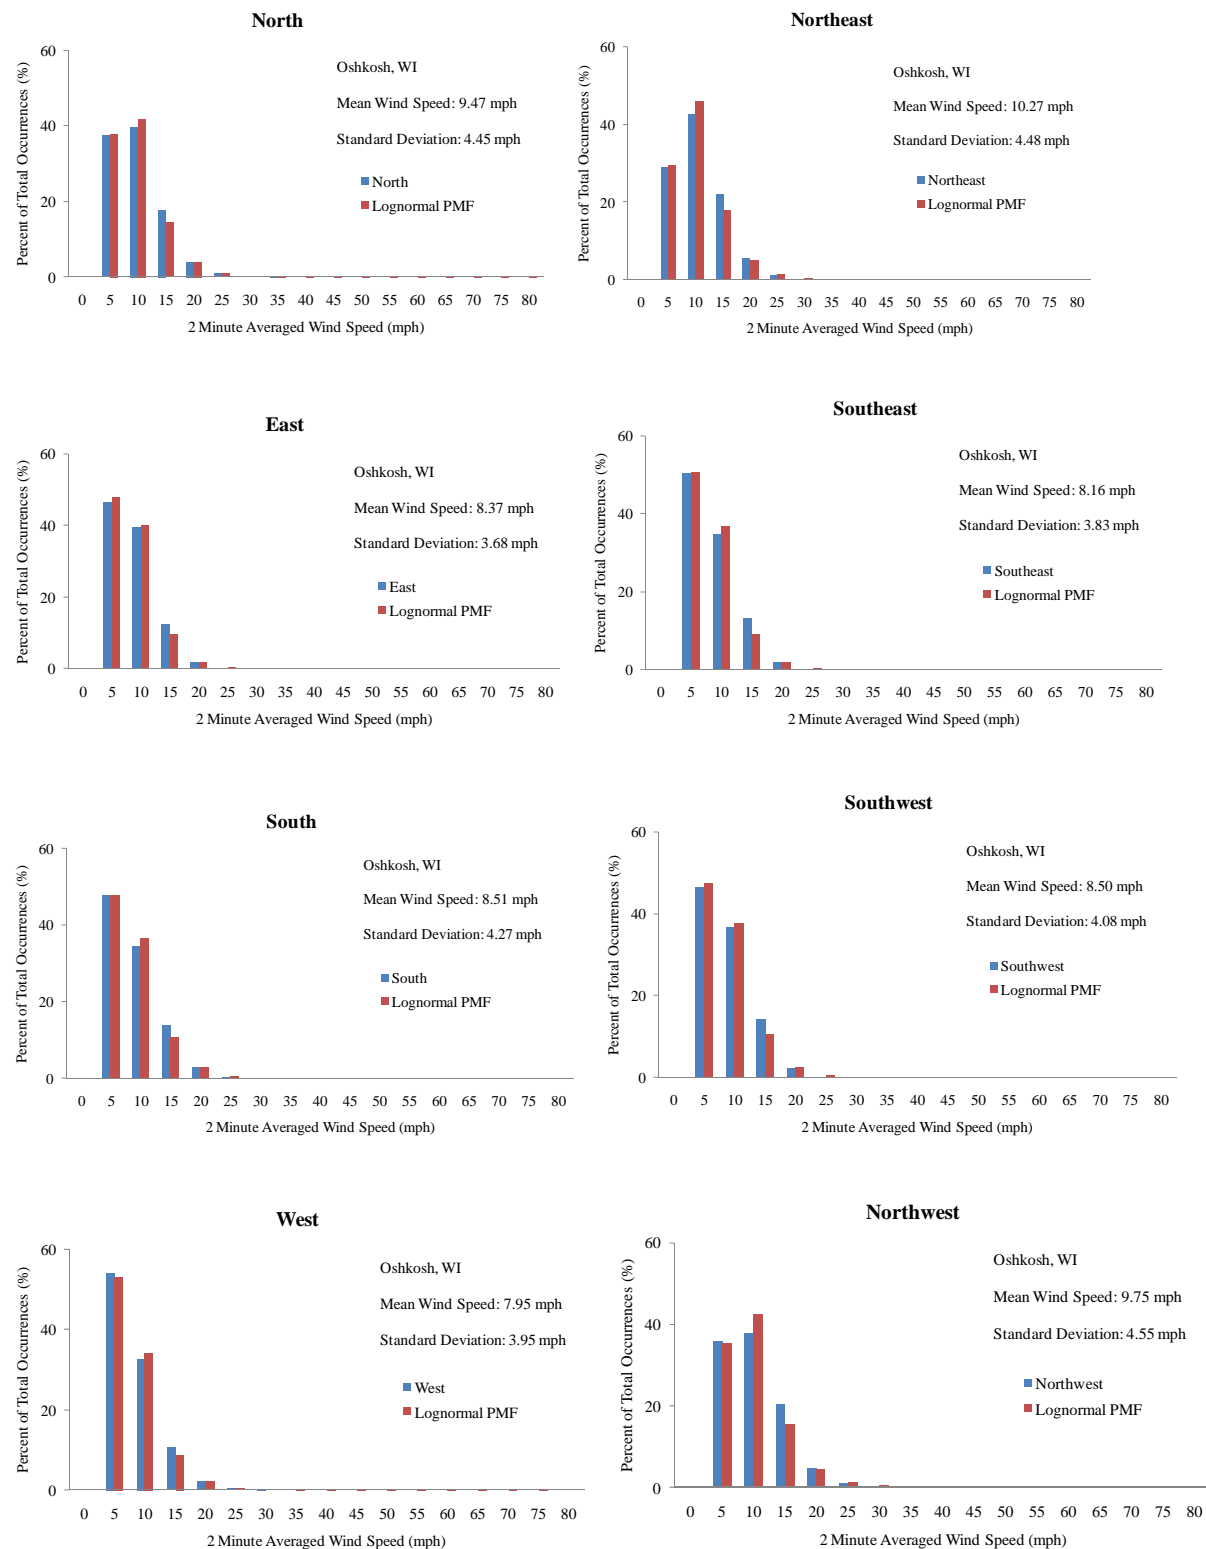 North
Percent of Total Occurrences (%)
60
40
20
0
Oshkosh, WI
Mean Wind Speed: 9.47 mph
Standard Deviation: 4.45 mph
North
Lognormal PMF
0 5 10 15 20 25 30 35 40 45 50 55 60 65 70 75 80
2 Minute Averaged Wind Speed (mph)
Northeast
Percent of Total Occurrences (%)
60
40
20
0
Oshkosh, WI
Mean Wind Speed: 10.27 mph
Standard Deviation: 4.48 mph
Northeast
Lognormal PMF
0 5 10 15 20 25 30 35 40 45 50 55 60 65 70 75 80
2 Minute Averaged Wind Speed (mph)
East
Percent of Total Occurrences (%)
60
40
20
0
Oshkosh, WI
Mean Wind Speed: 8.37 mph
Standard Deviation: 3.68 mph
East
Lognormal PMF
0 5 10 15 20 25 30 35 40 45 50 55 60 65 70 75 80
2 Minute Averaged Wind Speed (mph)
Southeast
Percent of Total Occurrences (%)
60
40
20
0
Oshkosh, WI
Mean Wind Speed: 8.16 mph
Standard Deviation: 3.83 mph
Southeast
Lognormal PMF
0 5 10 15 20 25 30 35 40 45 50 55 60 65 70 75 80
2 Minute Averaged Wind Speed (mph)
South
Percent of Total Occurrences (%)
60
40
20
0
Oshkosh, WI
Mean Wind Speed: 8.51 mph
Standard Deviation: 4.27 mph
South
Lognormal PMF
0 5 10 15 20 25 30 35 40 45 50 55 60 65 70 75 80
2 Minute Averaged Wind Speed (mph)
Southwest
Percent of Total Occurrences (%)
60
40
20
0
Oshkosh, WI
Mean Wind Speed: 8.50 mph
Standard Deviation: 4.08 mph
Southwest
Lognormal PMF
0 5 10 15 20 25 30 35 40 45 50 55 60 65 70 75 80
2 Minute Averaged Wind Speed (mph)
West
Percent of Total Occurrences (%)
60
40
20
0
Oshkosh, WI
Mean Wind Speed: 7.95 mph
Standard Deviation: 3.95 mph
West
Lognormal PMF
0 5 10 15 20 25 30 35 40 45 50 55 60 65 70 75 80
2 Minute Averaged Wind Speed (mph)
Northwest
Percent of Total Occurrences (%)
60
40
20
0
Oshkosh, WI
Mean Wind Speed: 9.75 mph
Standard Deviation: 4.55 mph
Northwest
Lognormal PMF
0 5 10 15 20 25 30 35 40 45 50 55 60 65 70 75 80
2 Minute Averaged Wind Speed (mph)